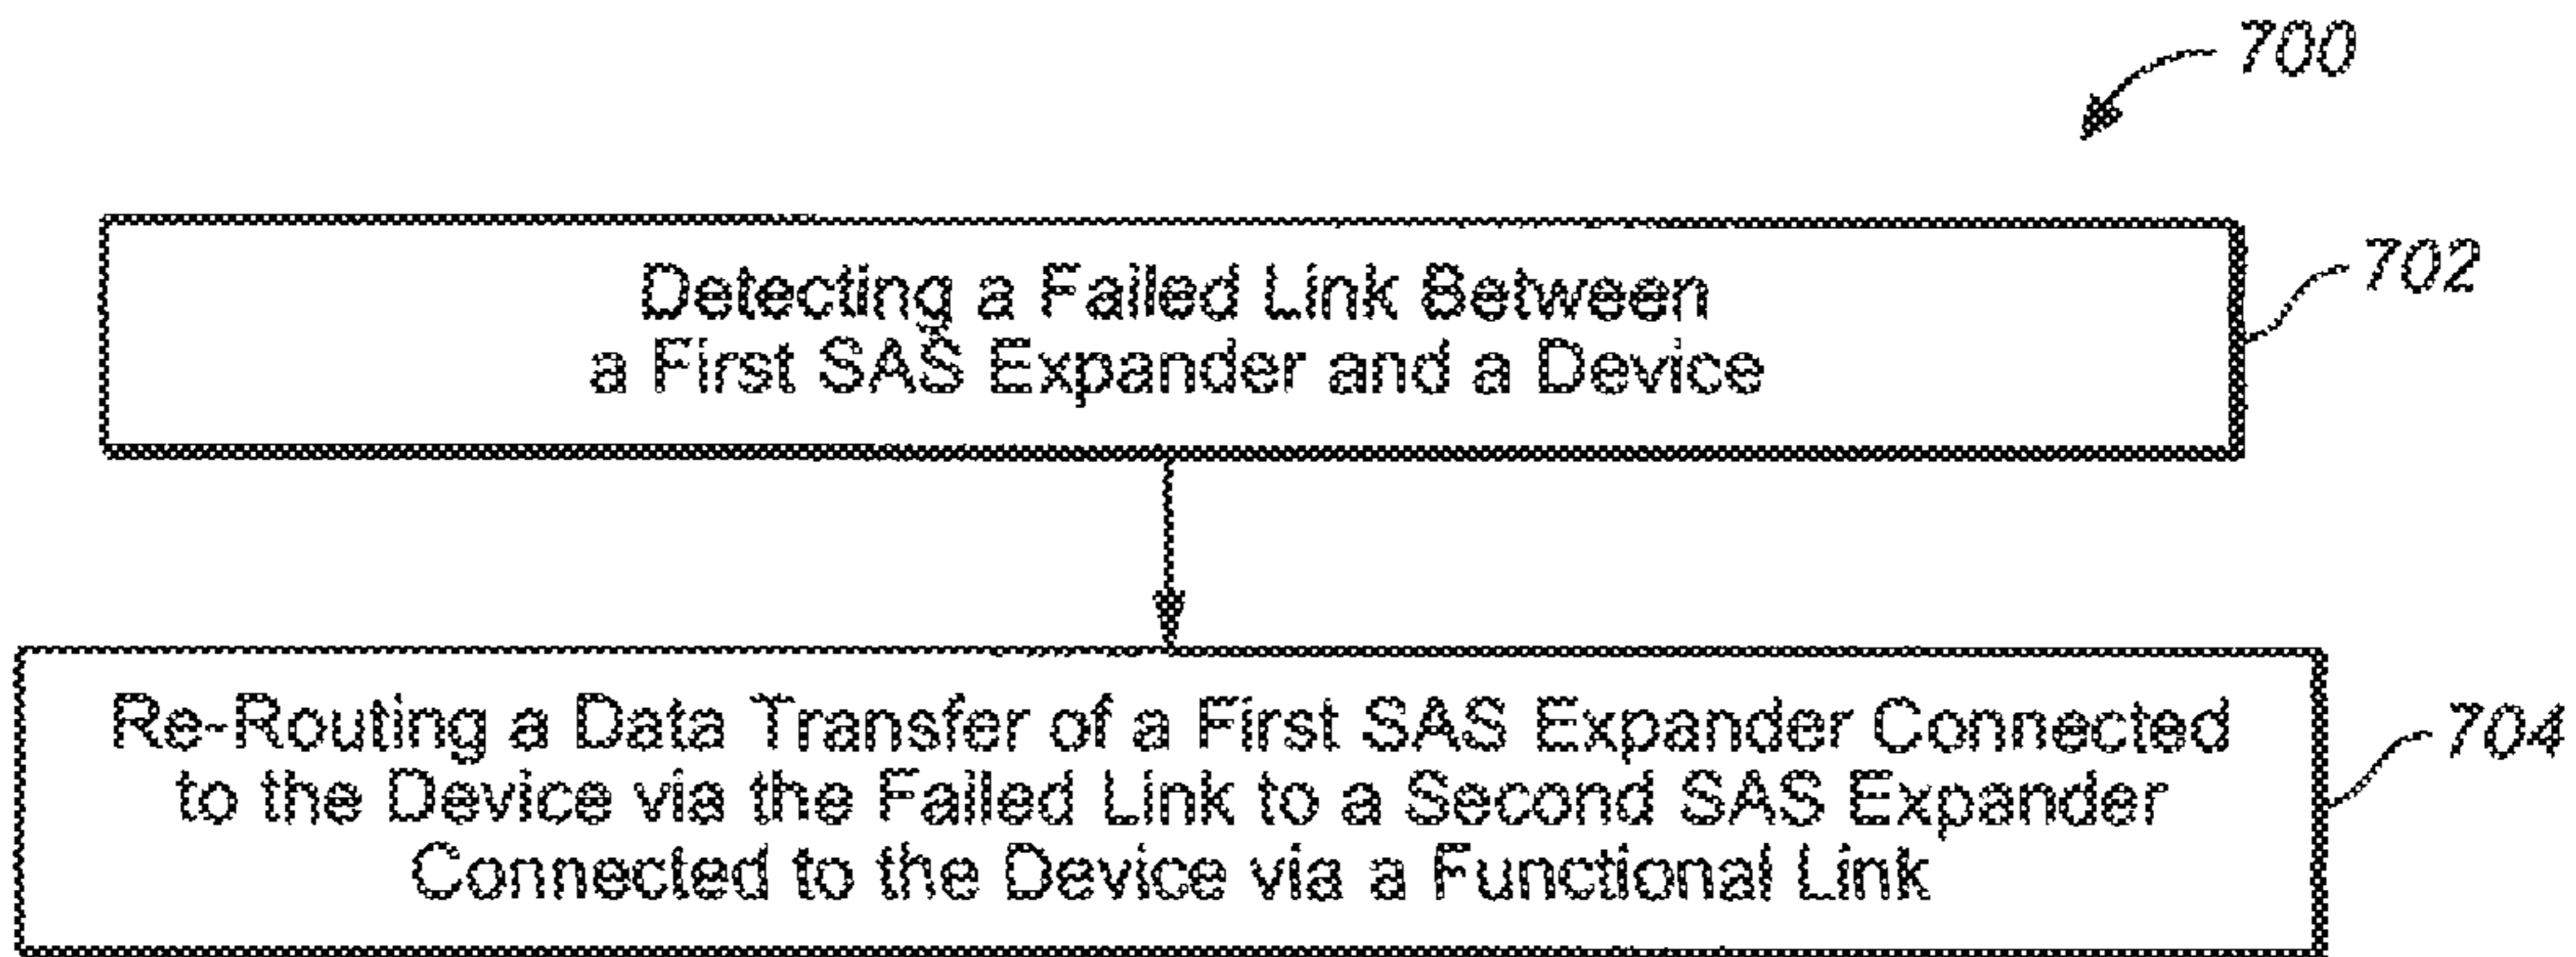 700
Detecting a Failed Link Between
a First SAS Expander and a Device
702
Re-Routing a Data Transfer of a First SAS Expander Connected
to the Device via the Failed Link to a Second SAS Expander
Connected to the Device via a Functional Link
704